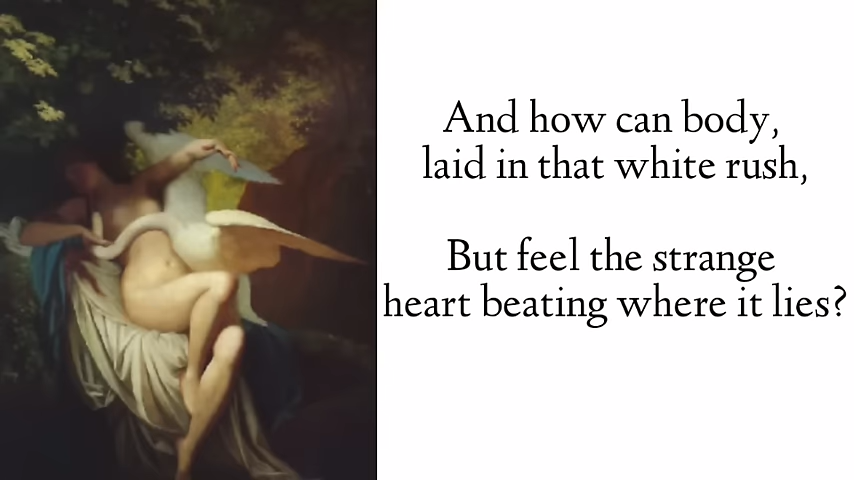 And how can body,
laid in that white rush,
But feel the strange
heart beating where it lies?